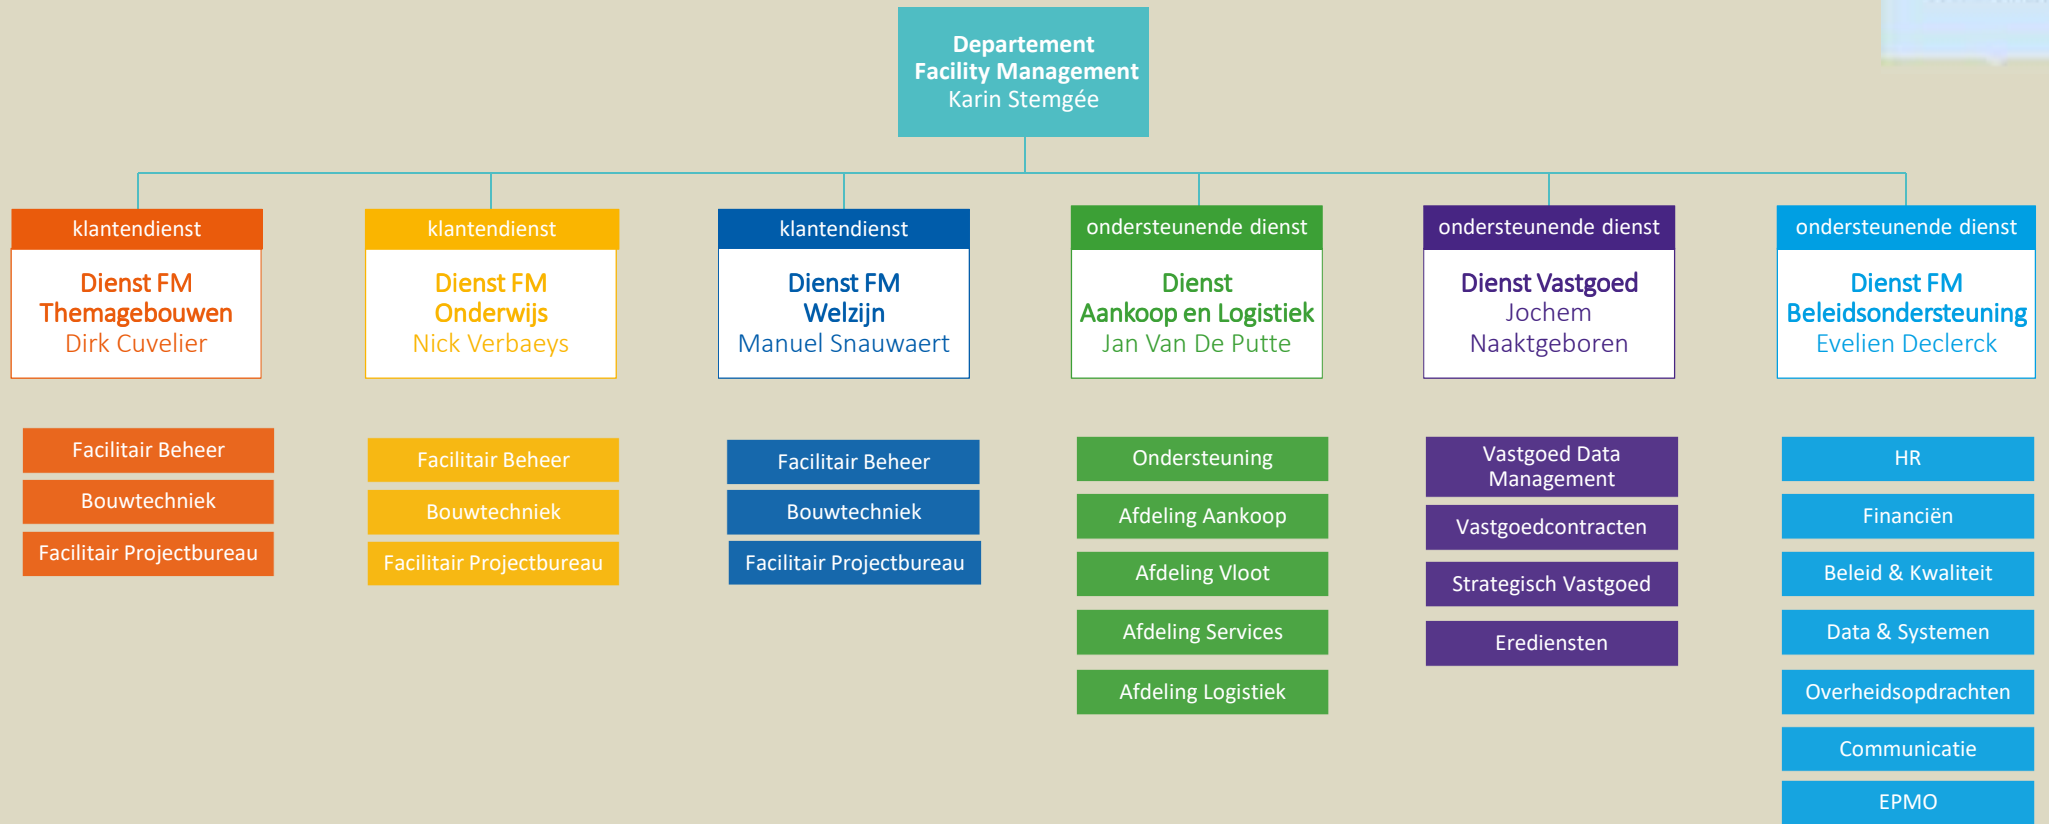 Departement
Facility Management
Karin Stemgée
klantendienst
Dienst FM
Themagebouwen
Dirk Cuvelier
Facilitair Beheer
Bouwtechniek
Facilitair Projectbureau
klantendienst
Dienst FM
Onderwijs
Nick Verbaeys
Facilitair Beheer
Bouwtechniek
Facilitair Projectbureau
klantendienst
Dienst FM
Welzijn
Manuel Snauwaert
Facilitair Beheer
Bouwtechniek
Facilitair Projectbureau
ondersteunende dienst
Dienst
Aankoop en Logistiek
Jan Van De Putte
Ondersteuning
Afdeling Aankoop
Afdeling Vloot
Afdeling Services
Afdeling Logistiek
ondersteunende dienst
Dienst Vastgoed
Jochem
Naaktgeboren
Vastgoed Data
Management
Vastgoedcontracten
Strategisch Vastgoed
Erediensten
ondersteunende dienst
Dienst FM
Beleidsondersteuning
Evelien Declerck
HR
Financiën
Beleid & Kwaliteit
Data & Systemen
Overheidsopdrachten
Communicatie
EPMO